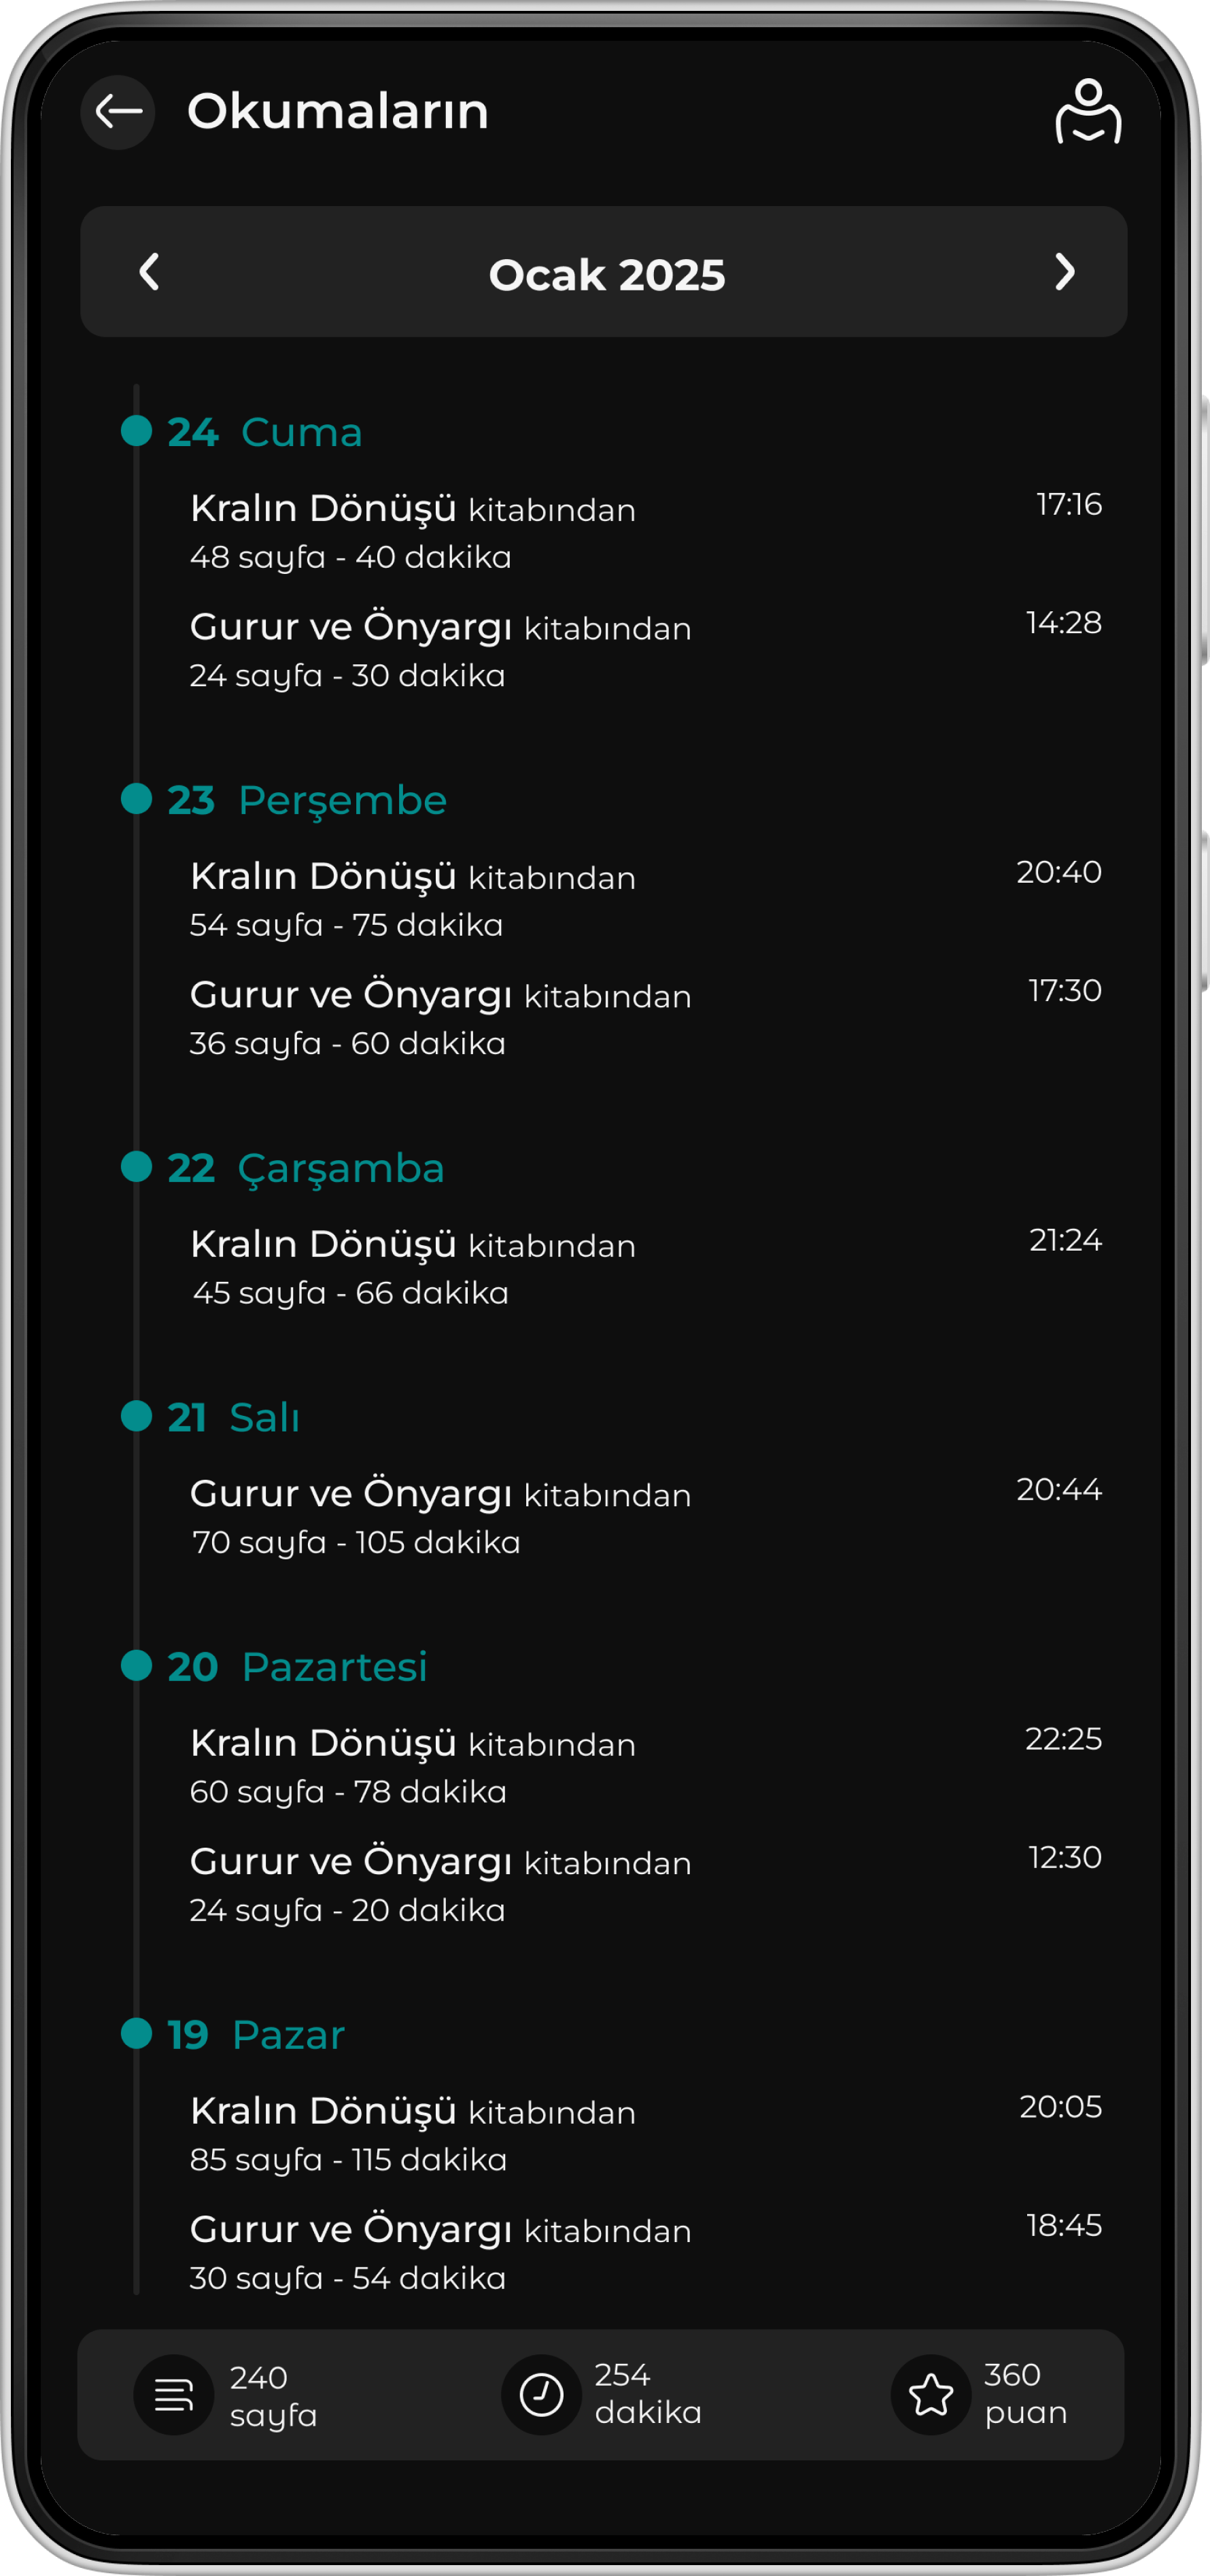 Okumaların
Ocak 2025
24 Cuma
Kralın Dönüşü kitabından 17:16
48 sayfa - 40 dakika
Gurur ve Önyargı kitabından 14:28
24 sayfa - 30 dakika
23 Perşembe
Kralın Dönüşü kitabından 20:40
54 sayfa - 75 dakika
Gurur ve Önyargı kitabından 17:30
36 sayfa - 60 dakika
22 Çarşamba
Kralın Dönüşü kitabından 21:24
45 sayfa - 66 dakika
21 Salı
Gurur ve Önyargı kitabından 20:44
70 sayfa - 105 dakika
20 Pazartesi
Kralın Dönüşü kitabından 22:25
60 sayfa - 78 dakika
Gurur ve Önyargı kitabından 12:30
24 sayfa - 20 dakika
19 Pazar
Kralın Dönüşü kitabından 20:05
85 sayfa - 115 dakika
Gurur ve Önyargı kitabından 18:45
30 sayfa - 54 dakika
240 sayfa
254 dakika
360 puan